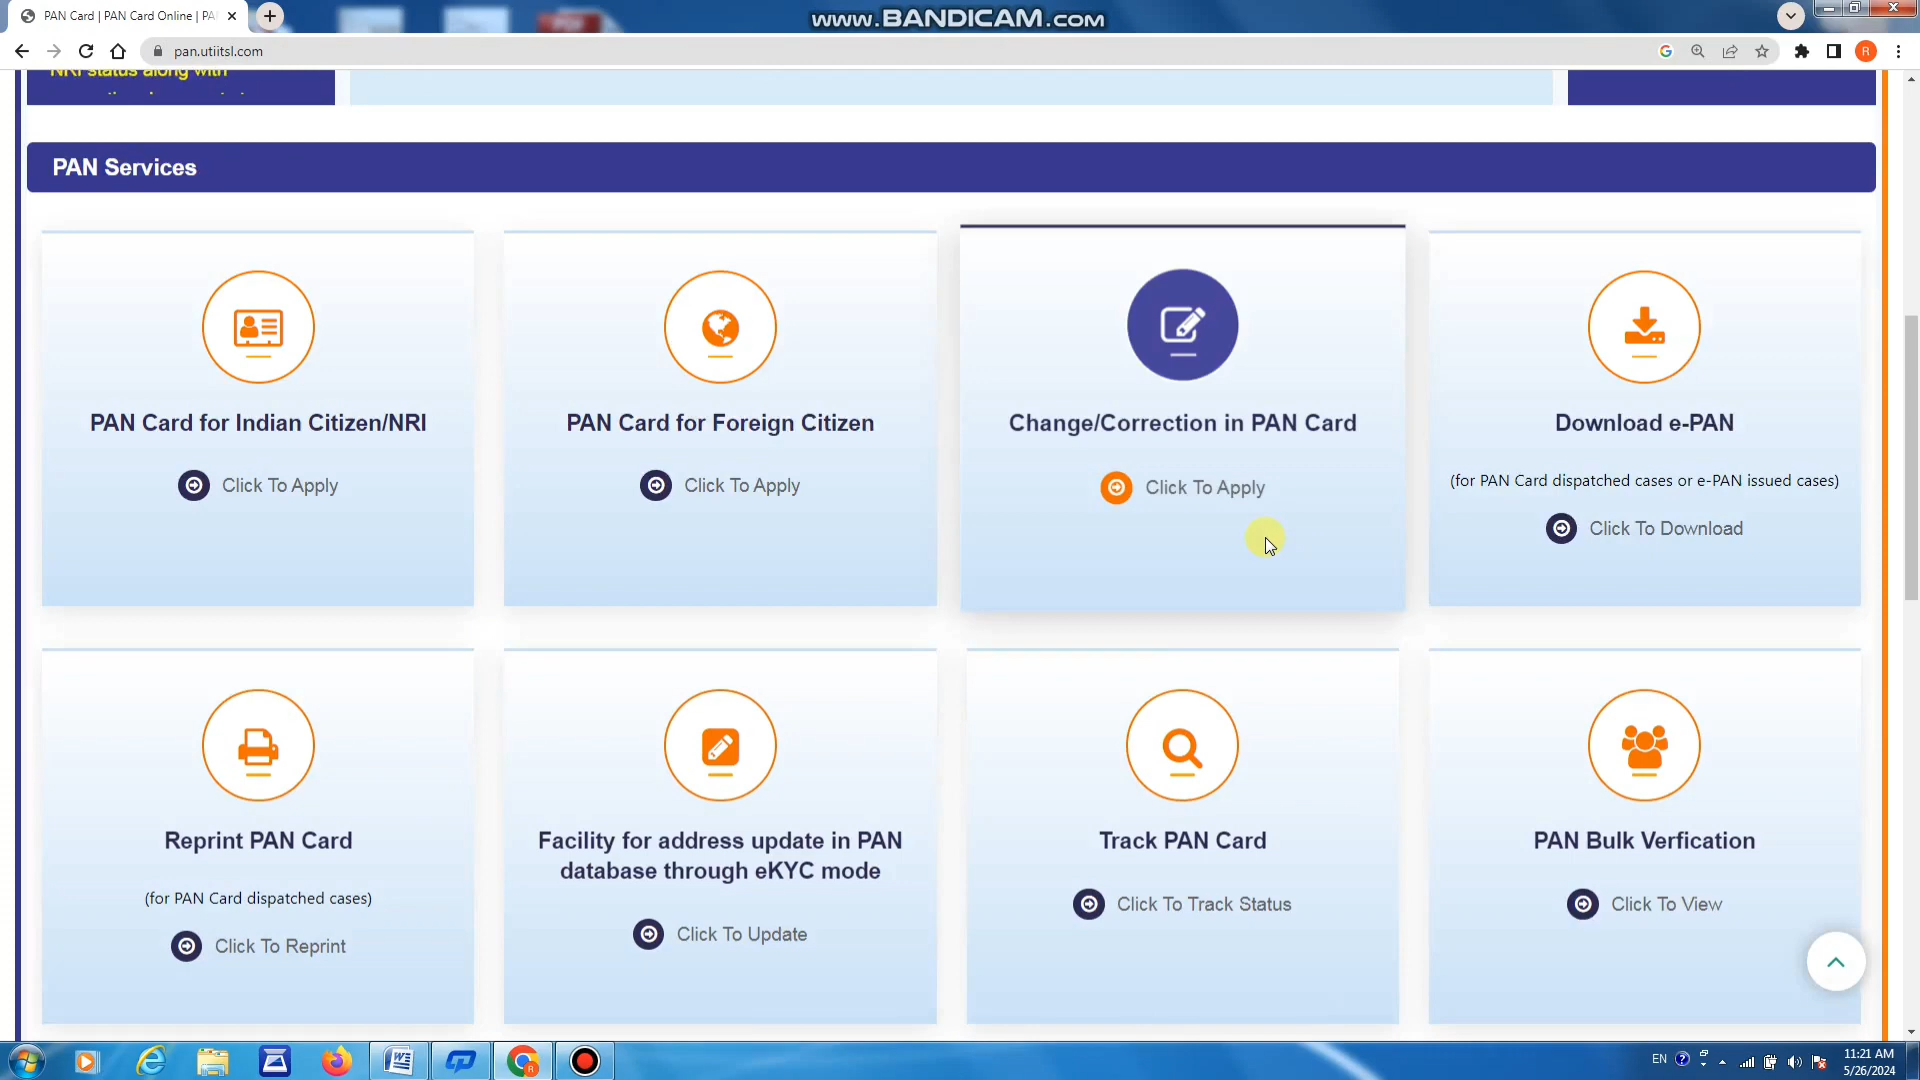 PAN Card | PAN Card Online | PA
www.BANDICAM.com
pan.utiitsl.com
R
NRI status along with
PAN Services
PAN Card for Indian Citizen/NRI
Click To Apply
PAN Card for Foreign Citizen
Click To Apply
Change/Correction in PAN Card
Click To Apply
Download e-PAN
(for PAN Card dispatched cases or e-PAN issued cases)
Click To Download
Reprint PAN Card
(for PAN Card dispatched cases)
Click To Reprint
Facility for address update in PAN
database through eKYC mode
Click To Update
Track PAN Card
Click To Track Status
PAN Bulk Verfication
Click To View
EN
11:21 AM
5/26/2024